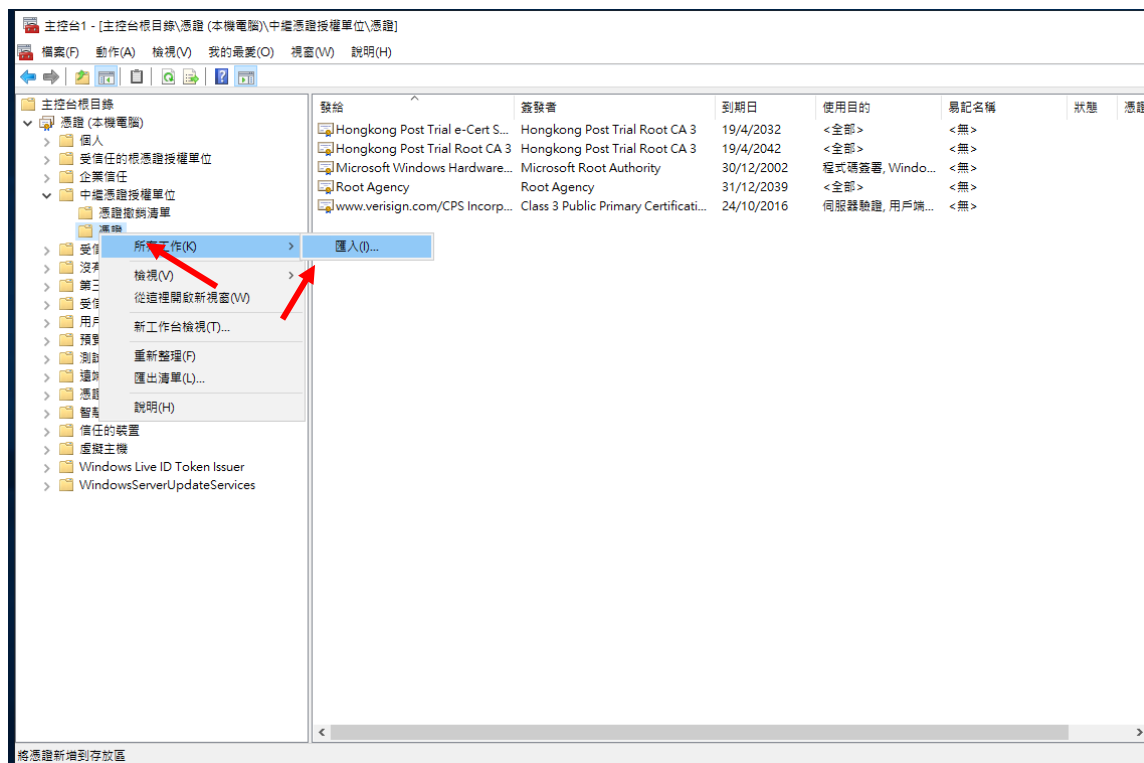 主控台1 - [主控台根目錄\憑證 (本機電腦)\中繼憑證授權單位\憑證]
檔案(F) 動作(A) 檢視(V) 我的最愛(O) 視窗(W) 說明(H)
主控台根目錄
憑證 (本機電腦)
個人
受信任的根憑證授權單位
企業信任
中繼憑證授權單位
憑證撤銷清單
憑證
信任的裝置
虛擬主機
Windows Live ID Token Issuer
WindowsServerUpdateServices
所有工作(K)
檢視(V)
從這裡開啟新視窗(W)
新工作台檢視(T)...
重新整理(F)
匯出清單(L)...
說明(H)
匯入(I)...
發給 簽發者 到期日 使用目的 易記名稱 狀態 憑證
Hongkong Post Trial e-Cert S... Hongkong Post Trial Root CA 3 19/4/2032 <全部> <無>
Hongkong Post Trial Root CA 3 Hongkong Post Trial Root CA 3 19/4/2042 <全部> <無>
Microsoft Windows Hardware... Microsoft Root Authority 30/12/2002 程式碼簽署, Windo... <無>
Root Agency Root Agency 31/12/2039 <全部> <無>
www.verisign.com/CPS Incorp... Class 3 Public Primary Certificati... 24/10/2016 伺服器驗證, 用戶端... <無>
將憑證新增到存放區